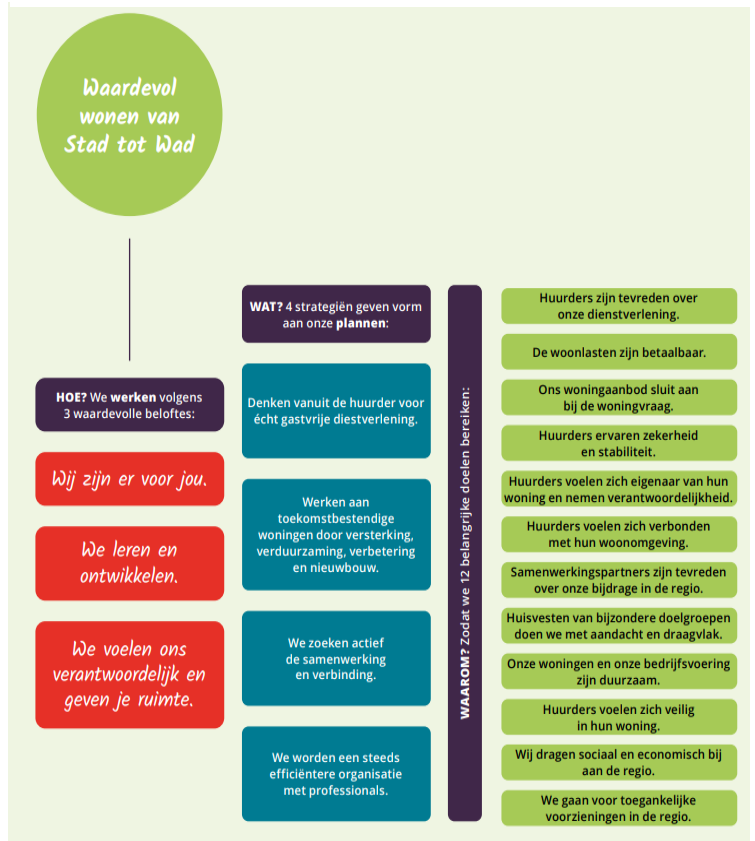 Waardevol
wonen van
Stad tot Wad
HOE? We werken volgens
3 waardevolle beloftes:
Wij zijn er voor jou.
We leren en
ontwikkelen.
We voelen ons
verantwoordelijk en
geven je ruimte.
WAT? 4 strategiën geven vorm
aan onze plannen:
Denken vanuit de huurder voor
écht gastvrije diestverlening.
Werken aan
toekomstbestendige
woningen door versterking,
verduurzaming, verbetering
en nieuwbouw.
We zoeken actief
de samenwerking
en verbinding.
We worden een steeds
efficiëntere organisatie
met professionals.
WAAROM? Zodat we 12 belangrijke doelen bereiken:
Huurders zijn tevreden over
onze dienstverlening.
De woonlasten zijn betaalbaar.
Ons woningaanbod sluit aan
bij de woningvraag.
Huurders ervaren zekerheid
en stabiliteit.
Huurders voelen zich eigenaar van hun
woning en nemen verantwoordelijkheid.
Huurders voelen zich verbonden
met hun woonomgeving.
Samenwerkingspartners zijn tevreden
over onze bijdrage in de regio.
Huisvesten van bijzondere doelgroepen
doen we met aandacht en draagvlak.
Onze woningen en onze bedrijfsvoering
zijn duurzaam.
Huurders voelen zich veilig
in hun woning.
Wij dragen sociaal en economisch bij
aan de regio.
We gaan voor toegankelijke
voorzieningen in de regio.